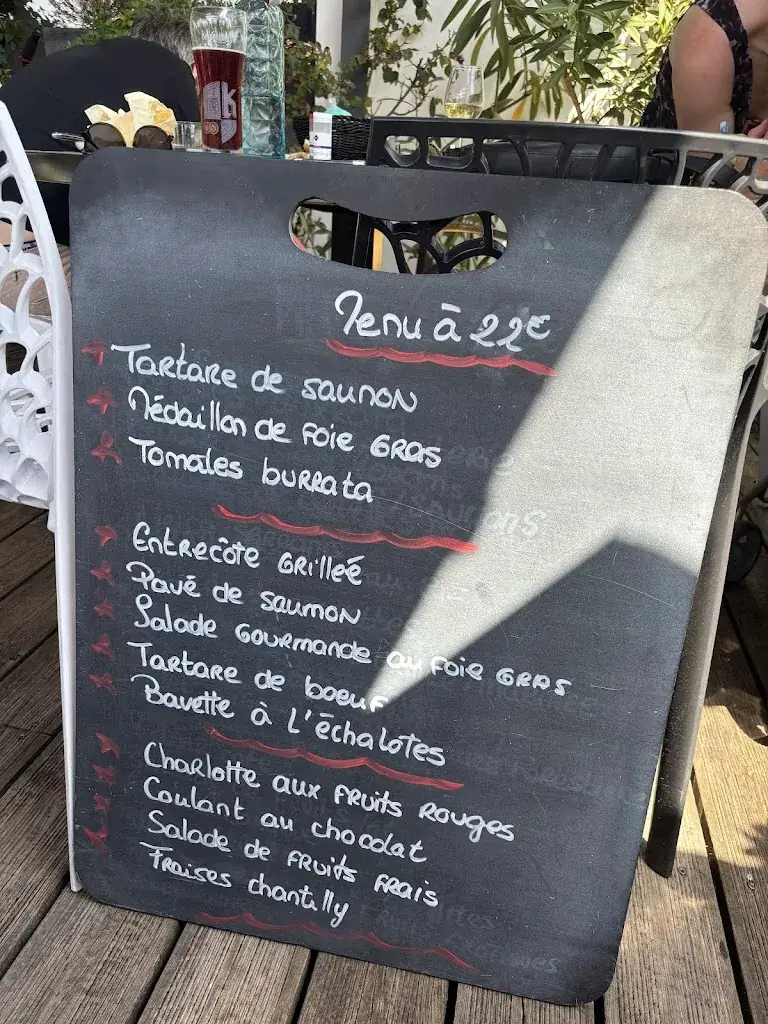 Menu à 22€
Tartare de saumon
Médaillon de foie gras
Tomates burrata
Entrecôte grilleé
Pavé de saumon
Salade gourmande au foie gras
Tartare de boeuf
Bavette à l'échalotes
Charlotte aux fruits rouges
Coulant au chocolat
Salade de fruits frais
Fraises chantilly